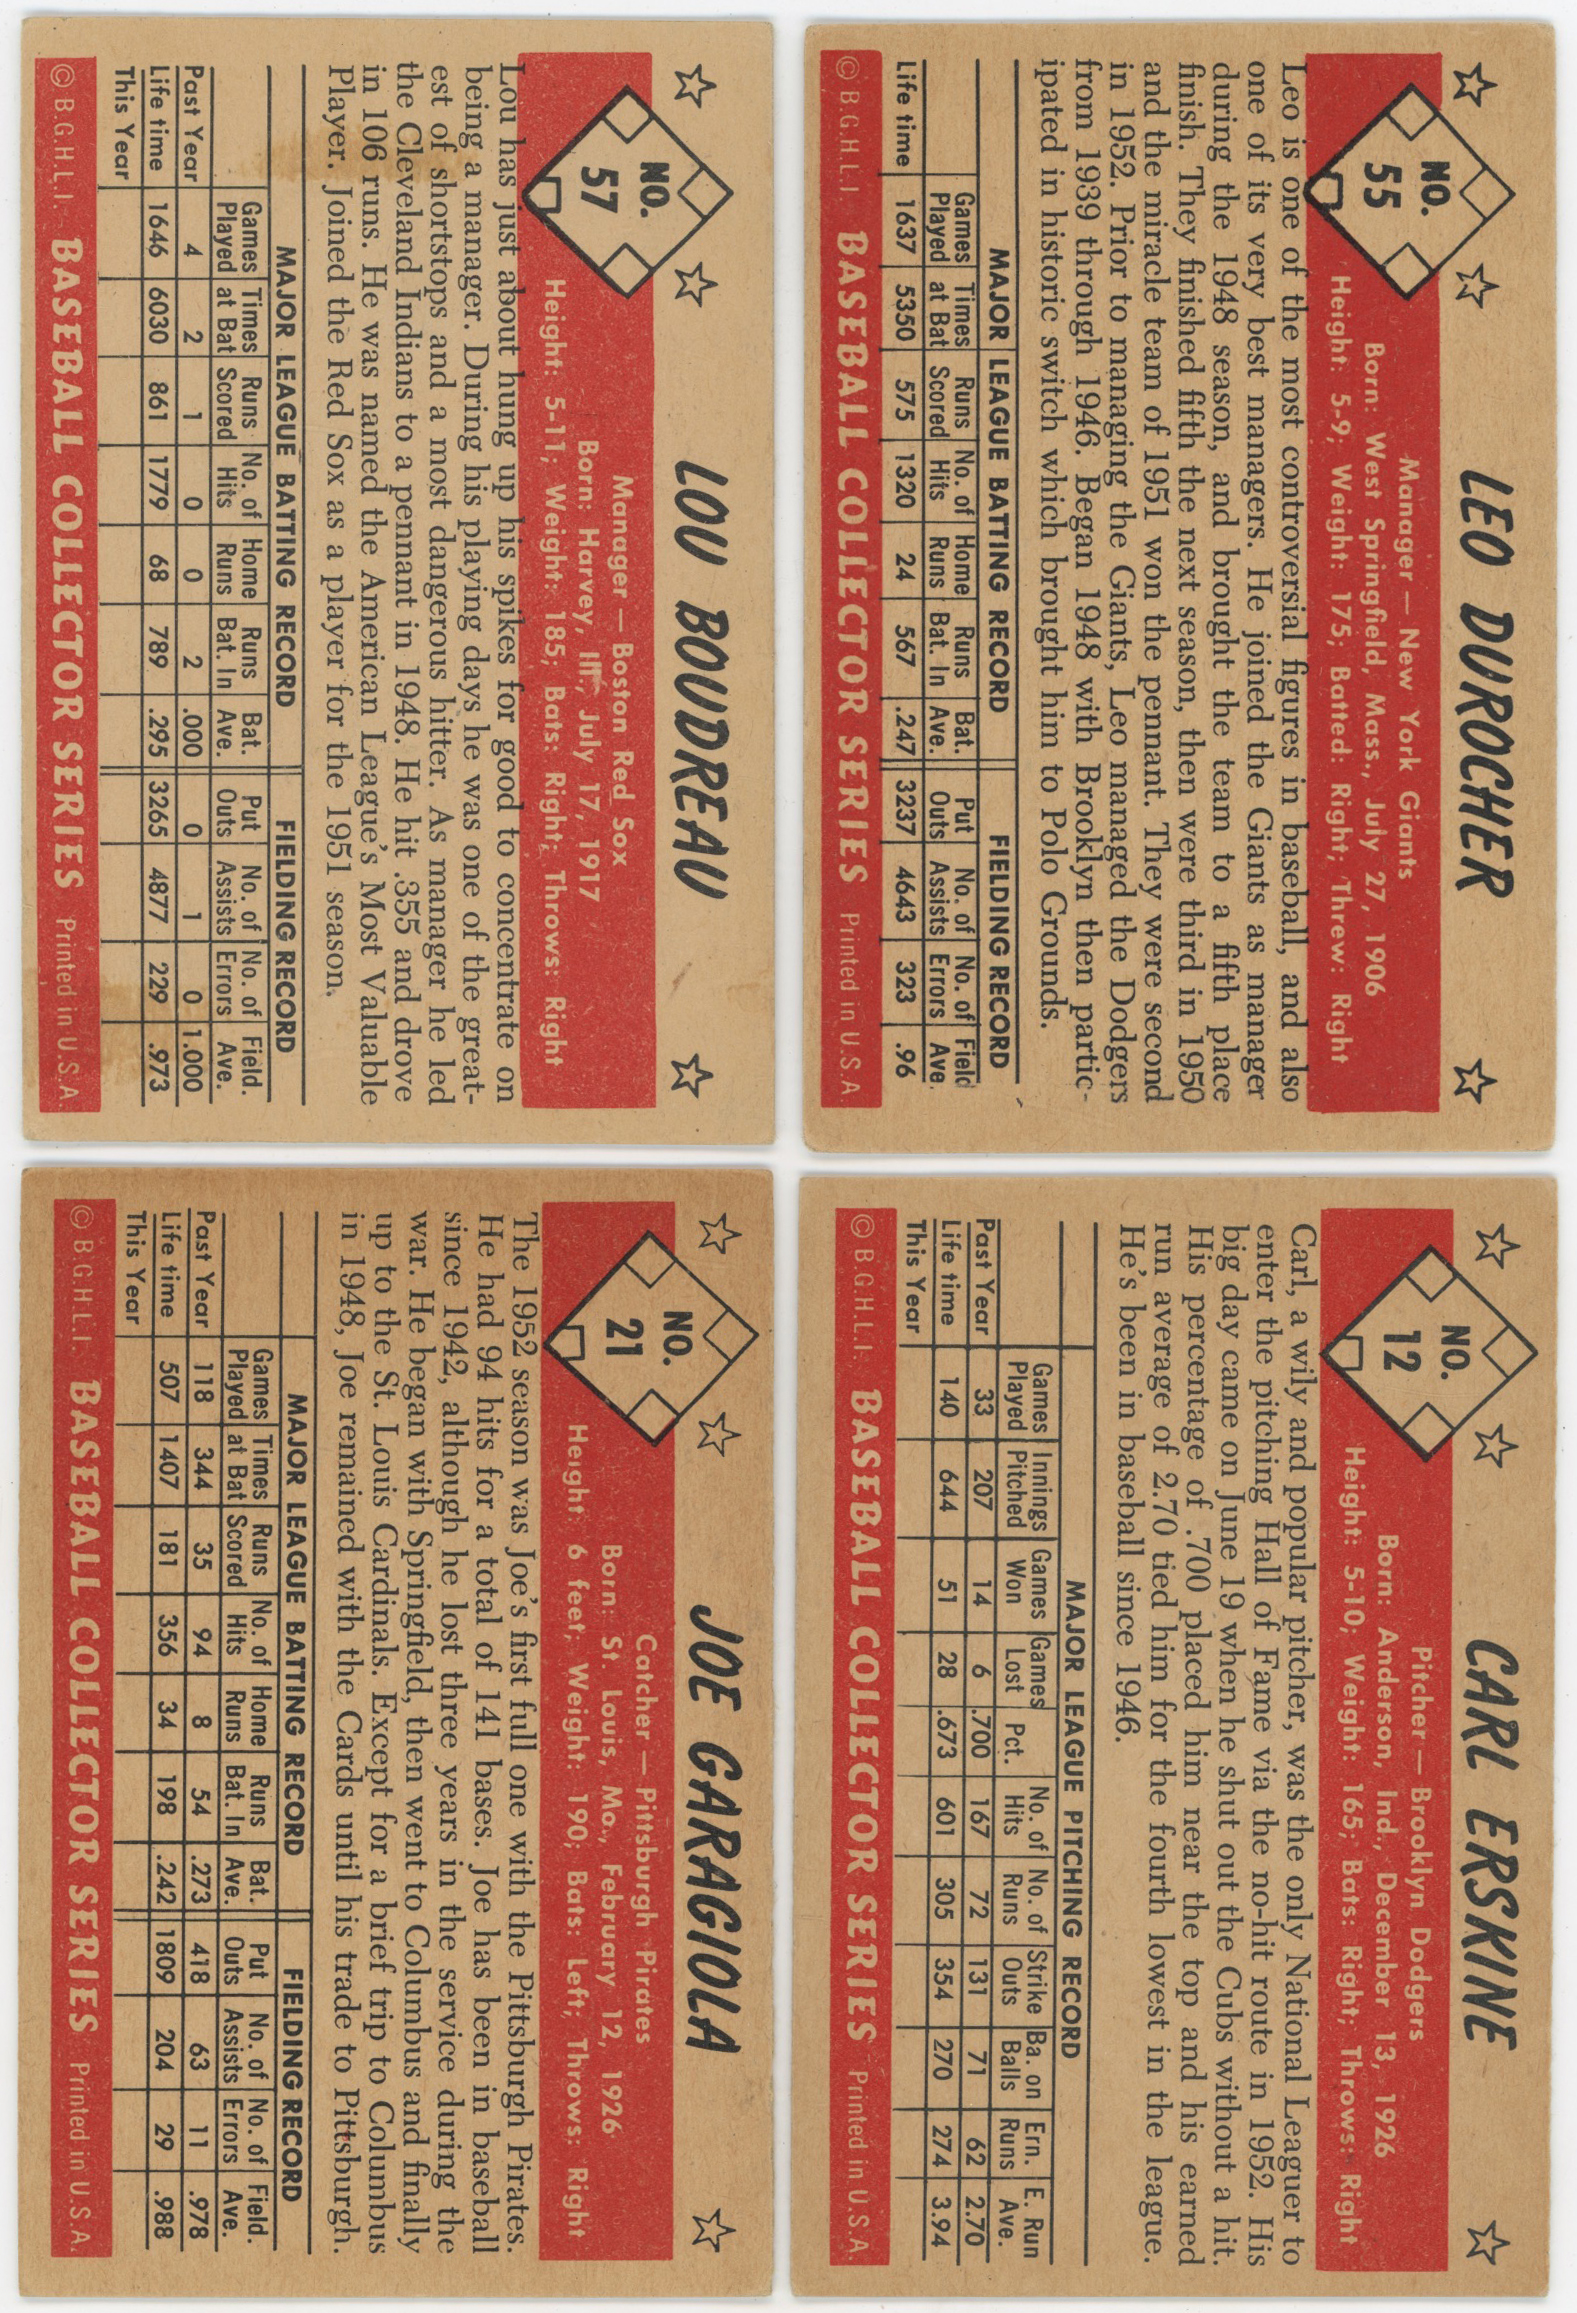 NO.
55
LEO DUROCHER
Manager — New York Giants
Born: West Springfield, Mass., July 27, 1906
Height: 5-9; Weight: 175; Batted: Right; Threw: Right
Leo is one of the most controversial figures in baseball, and also
one of its very best managers. He joined the Giants as manager
during the 1948 season, and brought the team to a fifth place
finish. They finished fifth the next season, then were third in 1950
and the miracle team of 1951 won the pennant. They were second
in 1952. Prior to managing the Giants, Leo managed the Dodgers
from 1939 through 1946. Began 1948 with Brooklyn then partic-
ipated in historic switch which brought him to Polo Grounds.
MAJOR LEAGUE BATTING RECORD FIELDING RECORD
Games Times Runs No. of Home Runs Bat. Put No. of No. of Field
Played at Bat Scored Hits Runs Bat. In Ave. Outs Assists Errors Ave.
Life time 1637 5350 575 1320 24 567 .247 3237 4643 323 .96
© B.G.H.L.I. BASEBALL COLLECTOR SERIES Printed in U.S.A.
NO.
57
LOU BOUDREAU
Manager — Boston Red Sox
Born: Harvey, Ill., July 17, 1917
Height: 5-11; Weight: 185; Bats: Right; Throws: Right
Lou has just about hung up his spikes for good to concentrate on
being a manager. During his playing days he was one of the great-
est of shortstops and a most dangerous hitter. As manager he led
the Cleveland Indians to a pennant in 1948. He hit .355 and drove
in 106 runs. He was named the American League's Most Valuable
Player. Joined the Red Sox as a player for the 1951 season.
MAJOR LEAGUE BATTING RECORD FIELDING RECORD
Games Times Runs No. of Home Runs Bat. Put No. of No. of Field.
Played at Bat Scored Hits Runs Bat. In Ave. Outs Assists Errors Ave.
Past Year 4 2 1 0 0 2 .000 0 1 0 1.000
Life time 1646 6030 861 1779 68 789 .295 3265 4877 229 .973
This Year
© B.G.H.L.I. BASEBALL COLLECTOR SERIES Printed in U.S.A.
NO.
12
CARL ERSKINE
Pitcher — Brooklyn Dodgers
Born: Anderson, Ind., December 13, 1926
Height: 5-10; Weight: 165; Bats: Right; Throws: Right
Carl, a wily and popular pitcher, was the only National Leaguer to
enter the pitching Hall of Fame via the no-hit route in 1952. His
big day came on June 19 when he shut out the Cubs without a hit.
His percentage of .700 placed him near the top and his earned
run average of 2.70 tied him for the fourth lowest in the league.
He's been in baseball since 1946.
MAJOR LEAGUE PITCHING RECORD
Games Innings Games Games Pct. No. of No. of Strike Ba. on Ern. E. Run
Played Pitched Won Lost Hits Runs Outs Balls Runs Ave.
Past Year 33 207 14 6 .700 167 72 131 71 62 2.70
Life time 140 644 51 28 .673 601 305 354 270 274 3.94
This Year
© B.G.H.L.I. BASEBALL COLLECTOR SERIES Printed in U.S.A.
NO.
21
JOE GARAGIOLA
Catcher — Pittsburgh Pirates
Born: St. Louis, Mo., February 12, 1926
Height: 6 feet; Weight: 190; Bats: Left; Throws: Right
The 1952 season was Joe's first full one with the Pittsburgh Pirates.
He had 94 hits for a total of 141 bases. Joe has been in baseball
since 1942, although he lost three years in the service during the
war. He began with Springfield, then went to Columbus and finally
up to the St. Louis Cardinals. Except for a brief trip to Columbus
in 1948, Joe remained with the Cards until his trade to Pittsburgh.
MAJOR LEAGUE BATTING RECORD FIELDING RECORD
Games Times Runs No. of Home Runs Bat. Put No. of No. of Field.
Played at Bat Scored Hits Runs Bat. In Ave. Outs Assists Errors Ave.
Past Year 118 344 35 94 8 54 .273 418 63 11 .978
Life time 507 1407 181 356 34 198 .242 1809 204 29 .988
This Year
© B.G.H.L.I. BASEBALL COLLECTOR SERIES Printed in U.S.A.